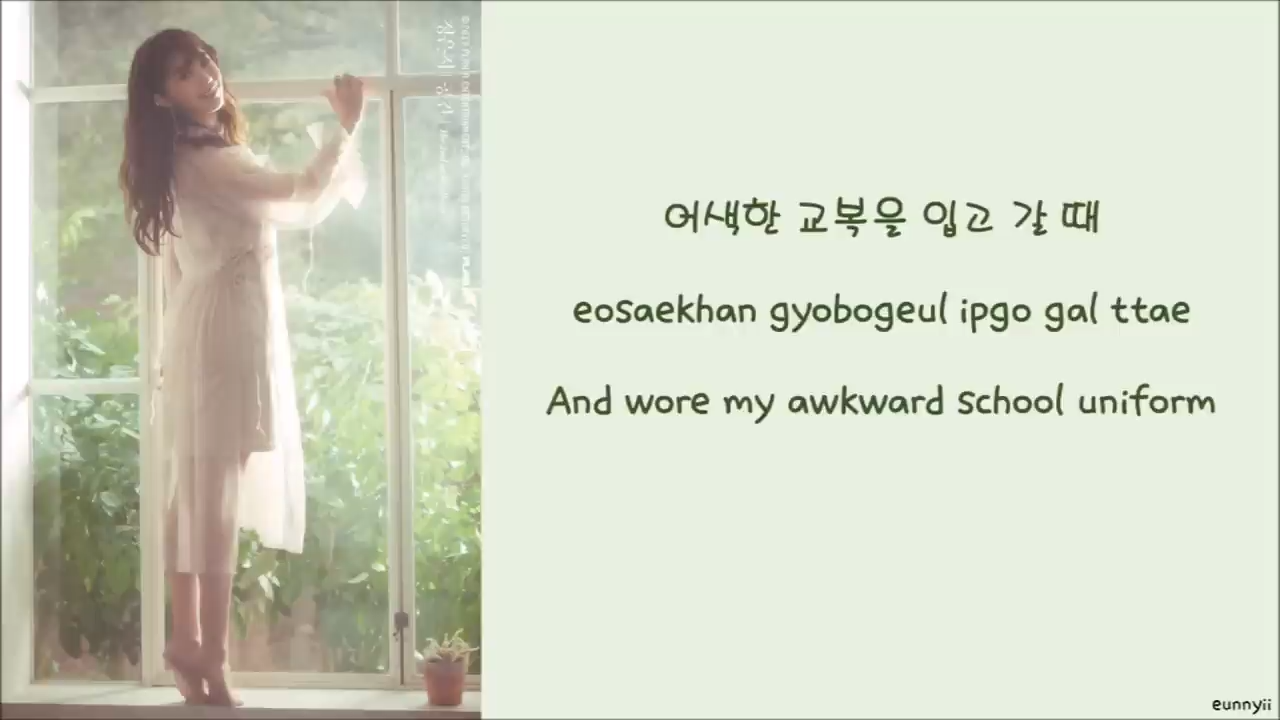 어색한 교복을 입고 갈 때
eosaekhan gyobogeul ipgo gal ttae
And wore my awkward school uniform
eunnyii